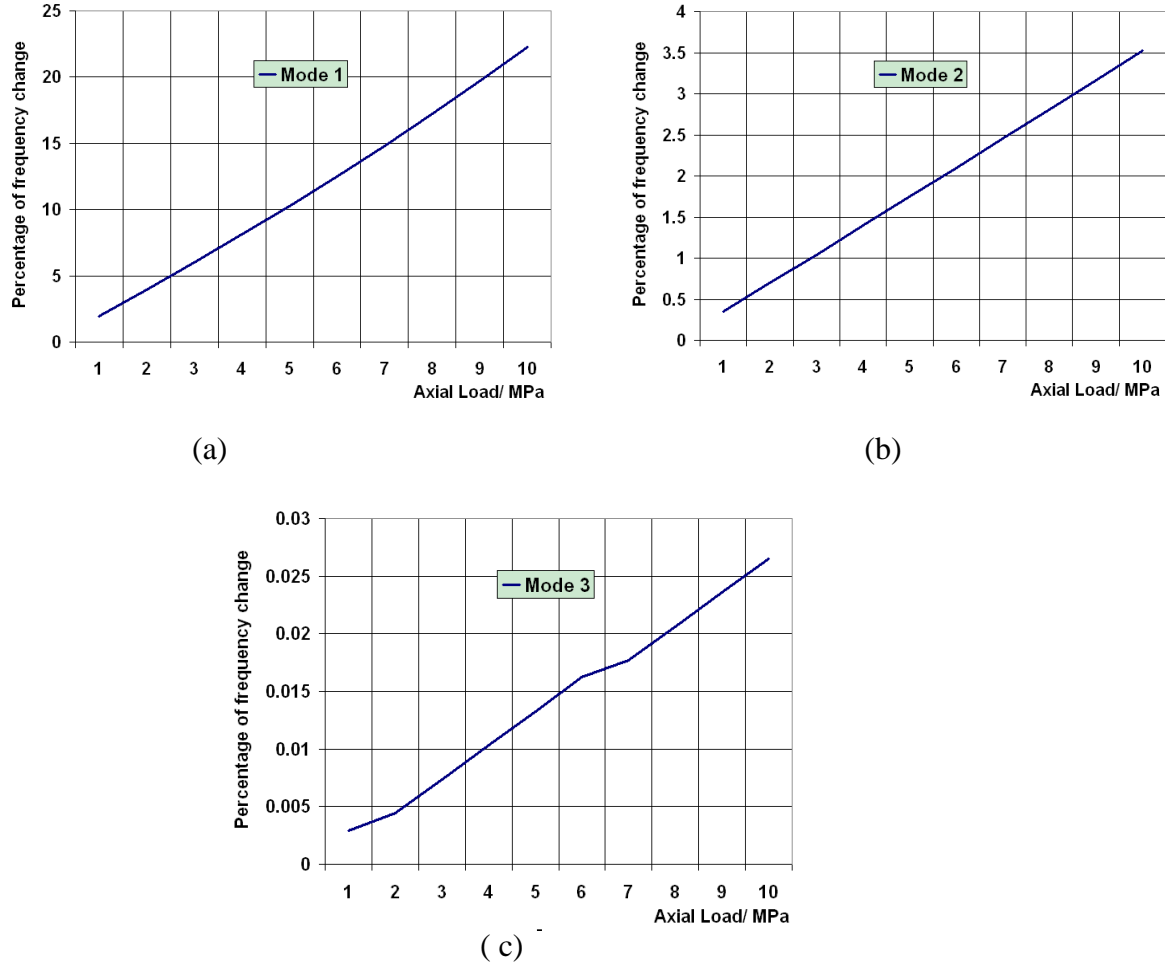 25
20
15
10
5
0
Percentage of frequency change
Mode 1
1 2 3 4 5 6 7 8 9 10
Axial Load/ MPa
(a)
4
3.5
3
2.5
2
1.5
1
0.5
0
Percentage of frequency change
Mode 2
1 2 3 4 5 6 7 8 9 10
Axial Load/ MPa
(b)
0.03
0.025
0.02
0.015
0.01
0.005
0
Percentage of frequency change
Mode 3
1 2 3 4 5 6 7 8 9 10
Axial Load/ MPa
( c)